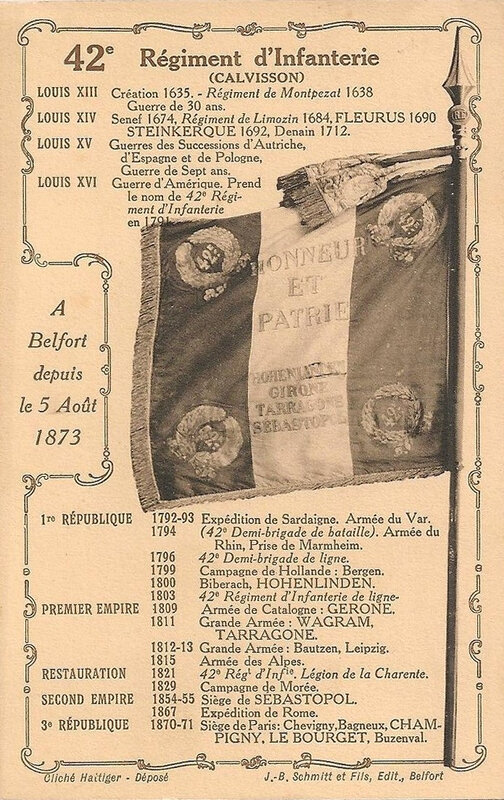 42e Régiment d'Infanterie
(CALVISSON)
LOUIS XIII Création 1635. - Régiment de Montpezat 1638
Guerre de 30 ans.
LOUIS XIV Senef 1674, Régiment de Limozin 1684, FLEURUS 1690
STEINKERQUE 1692, Denain 1712.
LOUIS XV Guerres des Successions d'Autriche,
d'Espagne et de Pologne,
Guerre de Sept ans.
LOUIS XVI Guerre d'Amérique. Prend
le nom de 42e Régi-
ment d'Infanterie
en 1791.
HONNEUR
ET
PATRIE
HOHENLINDEN
GIRONE
TARRAGONE
SÉBASTOPOL
A
Belfort
depuis
le 5 Août
1873
1re RÉPUBLIQUE 1792-93 Expédition de Sardaigne. Armée du Var.
1794 (42e Demi-brigade de bataille). Armée du
Rhin, Prise de Marmheim.
1796 42e Demi-brigade de ligne.
1799 Campagne de Hollande : Bergen.
1800 Biberach, HOHENLINDEN.
1803 42e Régiment d'Infanterie de ligne-
PREMIER EMPIRE 1809 Armée de Catalogne : GERONE.
1811 Grande Armée : WAGRAM,
TARRAGONE.
1812-13 Grande Armée : Bautzen, Leipzig.
1815 Armée des Alpes.
RESTAURATION 1821 42e Régt d'Infie. Légion de la Charente.
1829 Campagne de Morée.
SECOND EMPIRE 1854-55 Siège de SÉBASTOPOL.
1867 Expédition de Rome.
3e RÉPUBLIQUE 1870-71 Siège de Paris: Chevigny, Bagneux, CHAM-
PIGNY, LE BOURGET, Buzenval.
Cliché Haitiger - Déposé J.-B. Schmitt et Fils, Edit., Belfort